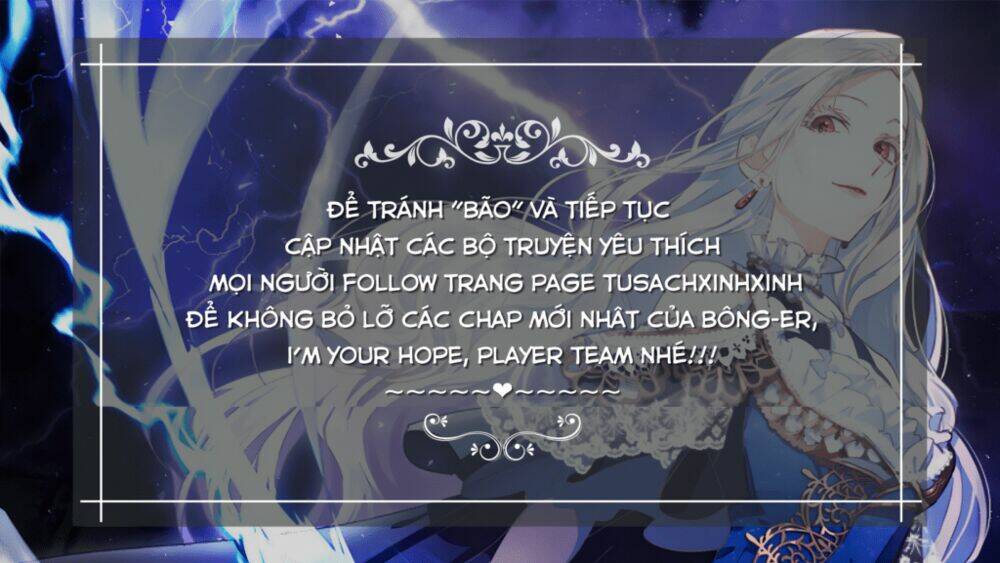 ĐỂ TRÁNH "BÃO" VÀ TIẾP TỤC
CẬP NHẬT CÁC BỘ TRUYỆN YÊU THÍCH
MỌI NGƯỜI FOLLOW TRANG PAGE TUSACHXINHXINH
ĐỂ KHÔNG BỎ LỠ CÁC CHAP MỚI NHẤT CỦA BÔNG-ER,
I'M YOUR HOPE, PLAYER TEAM NHÉ!!!
~~~~~❤~~~~~